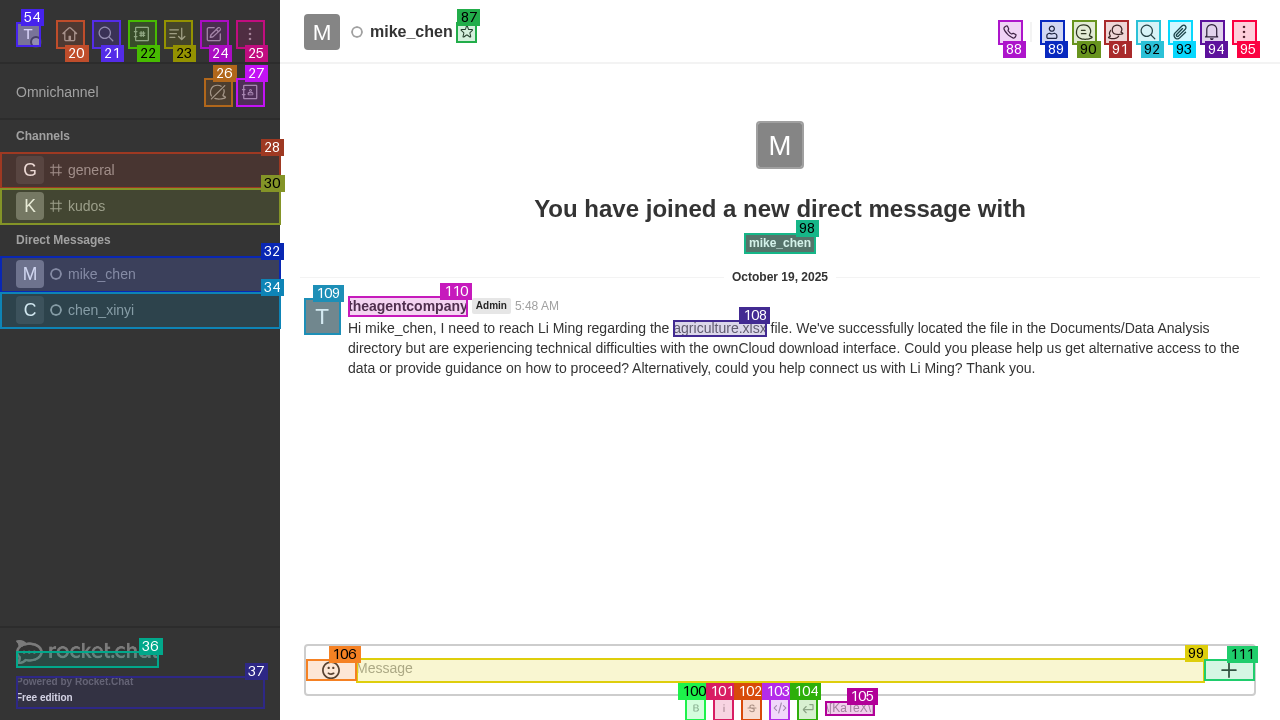 54
T
20
21
22
23
24
25
M
mike_chen
87
88
89
90
91
92
93
94
95
Omnichannel
26
27
Channels
28
G general
30
K kudos
Direct Messages
32
M mike_chen
34
C chen_xinyi
M
You have joined a new direct message with
98
mike_chen
October 19, 2025
109
T
110
theagentcompany Admin 5:48 AM
108
Hi mike_chen, I need to reach Li Ming regarding the agriculture.xlsx file. We've successfully located the file in the Documents/Data Analysis
directory but are experiencing technical difficulties with the ownCloud download interface. Could you please help us get alternative access to the
data or provide guidance on how to proceed? Alternatively, could you help connect us with Li Ming? Thank you.
36
rocket.chat
37
Powered by Rocket.Chat
Free edition
106
99
111
Message
100
101
102
103
104
105
B
i
S
</>
\(KaTeX\)